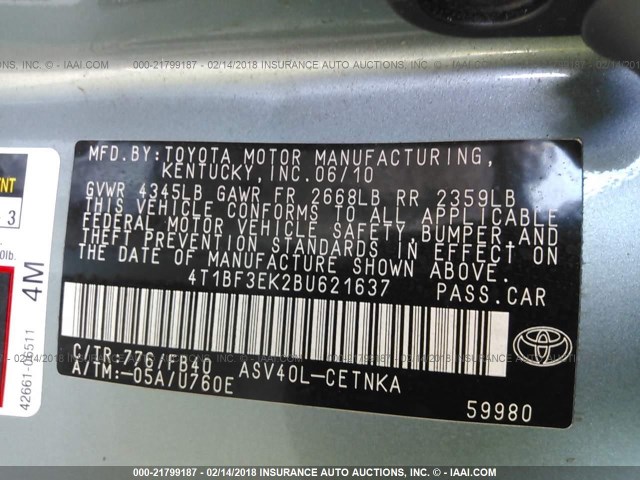 000-21799187 - 02/14/2018 INSURANCE AUTO AUCTIONS. - © IAAI.COM
MFD.BY:TOYOTA MOTOR MANUFACTURING,
KENTUCKY,INC.06/10
GVWR 4345LB GAWR FR 2668LB RR 2359LB
THIS VEHICLE CONFORMS TO ALL APPLICABLE
FEDERAL MOTOR VEHICLE SAFETY,BUMPER,AND
THEFT PREVENTION STANDARDS IN EFFECT ON
THE DATE OF MANUFACTURE SHOWN ABOVE.
4T1BF3EK2BU621637 PASS.CAR
C/TR:776/FB40 ASV40L-CETNKA
A/TM:-05A/U760E
59980
3
4M
000-21799187 - 02/14/2018 INSURANCE AUTO AUCTIONS. - © IAAI.COM